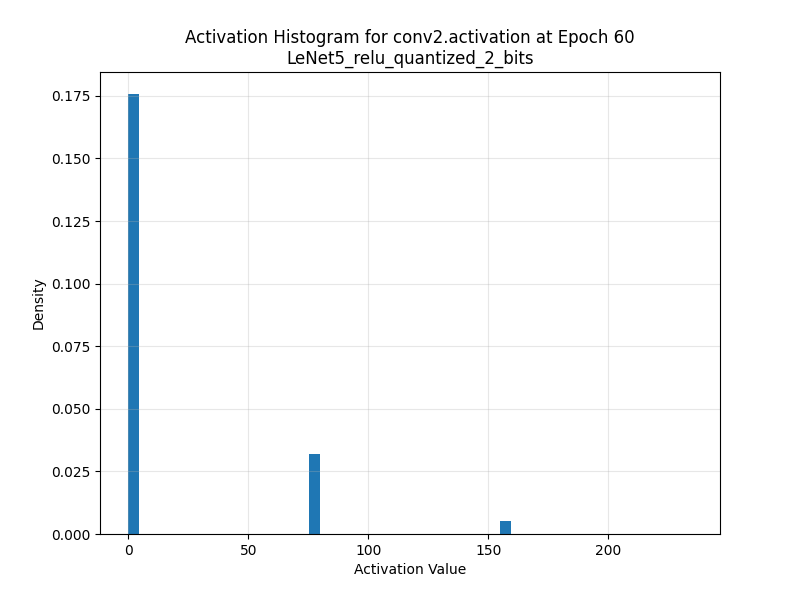 Activation Histogram for conv2.activation at Epoch 60
LeNet5_relu_quantized_2_bits
0.175
0.150
0.125
0.100
0.075
0.050
0.025
0.000
Density
0 50 100 150 200
Activation Value